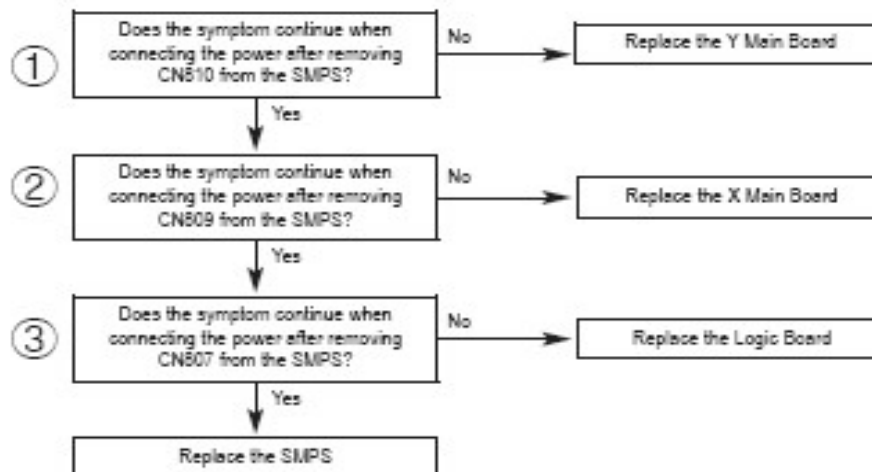 ①
Does the symptom continue when
connecting the power after removing
CN810 from the SMPS?
No
Replace the Y Main Board
Yes
②
Does the symptom continue when
connecting the power after removing
CN809 from the SMPS?
No
Replace the X Main Board
Yes
③
Does the symptom continue when
connecting the power after removing
CN807 from the SMPS?
No
Replace the Logic Board
Yes
Replace the SMPS